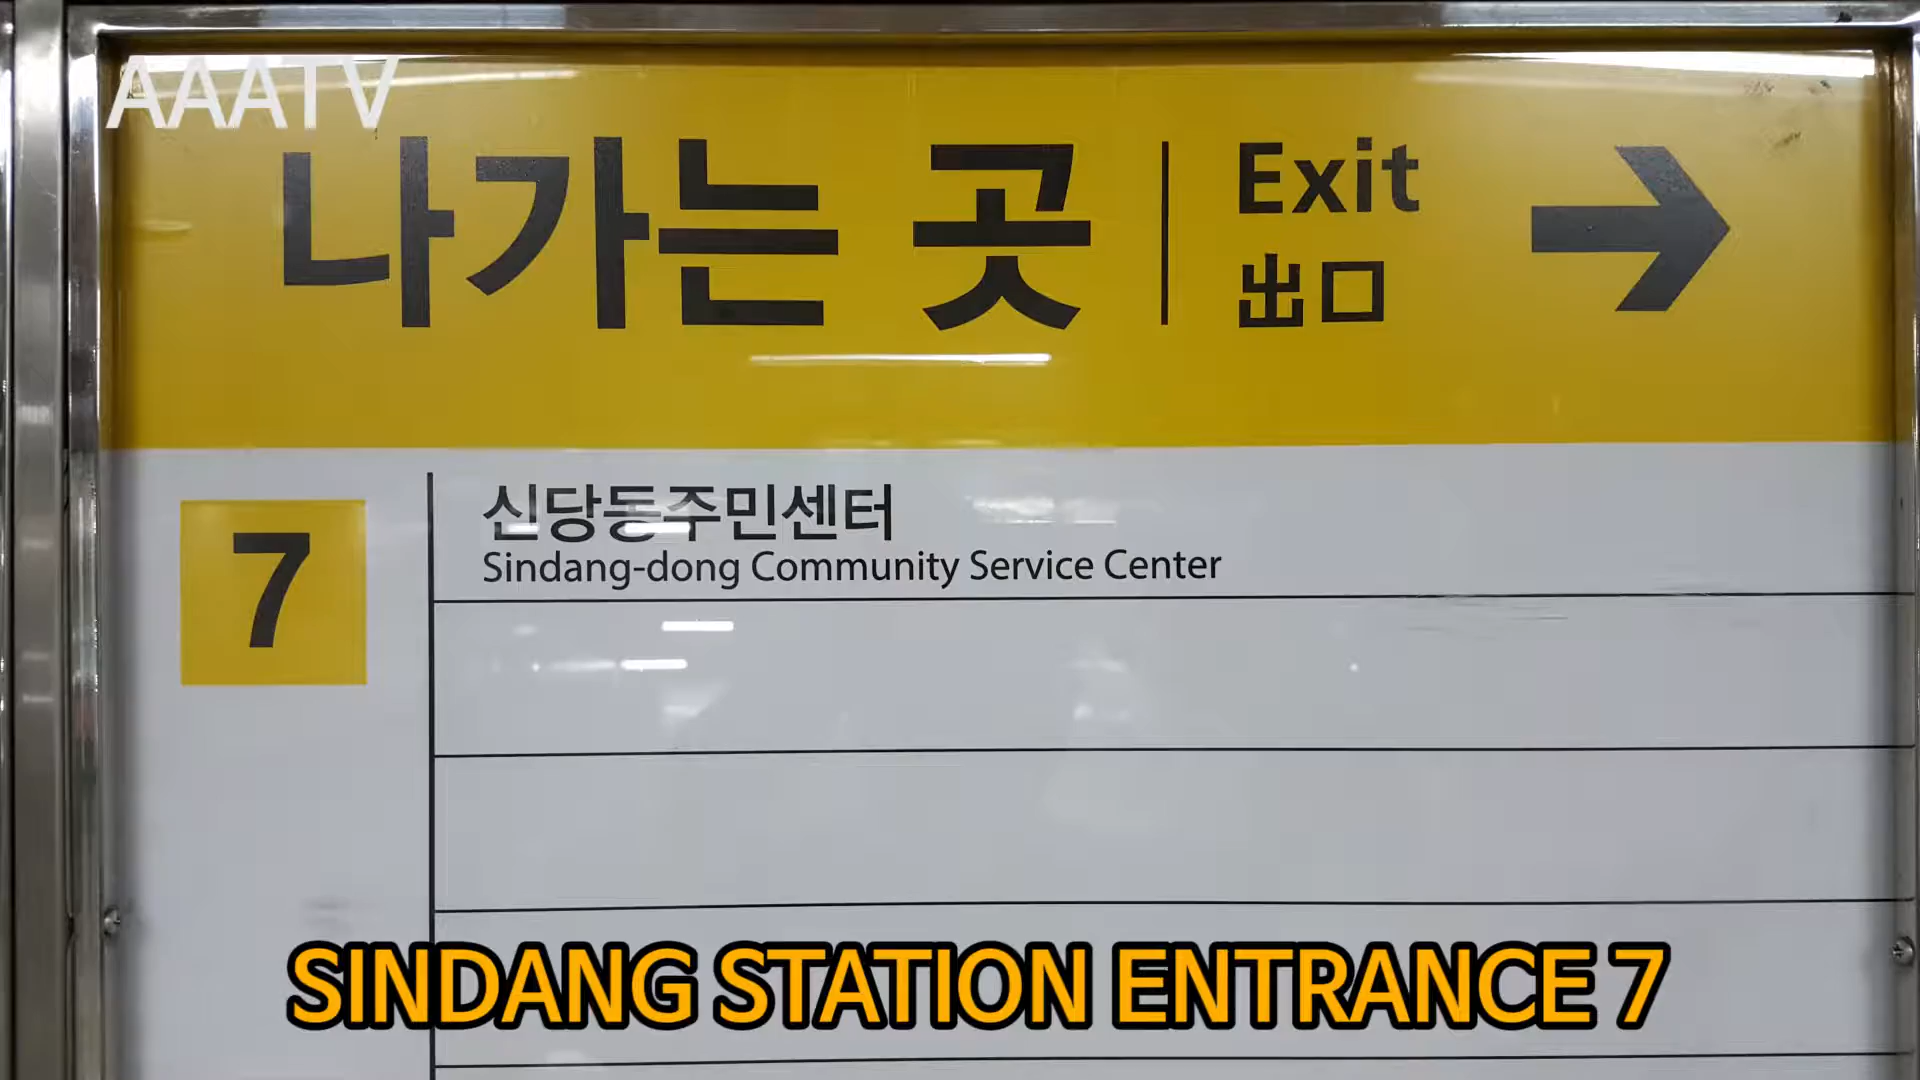 AAATV
나가는 곳
Exit
出口
7
신당동주민센터
Sindang-dong Community Service Center
SINDANG STATION ENTRANCE 7